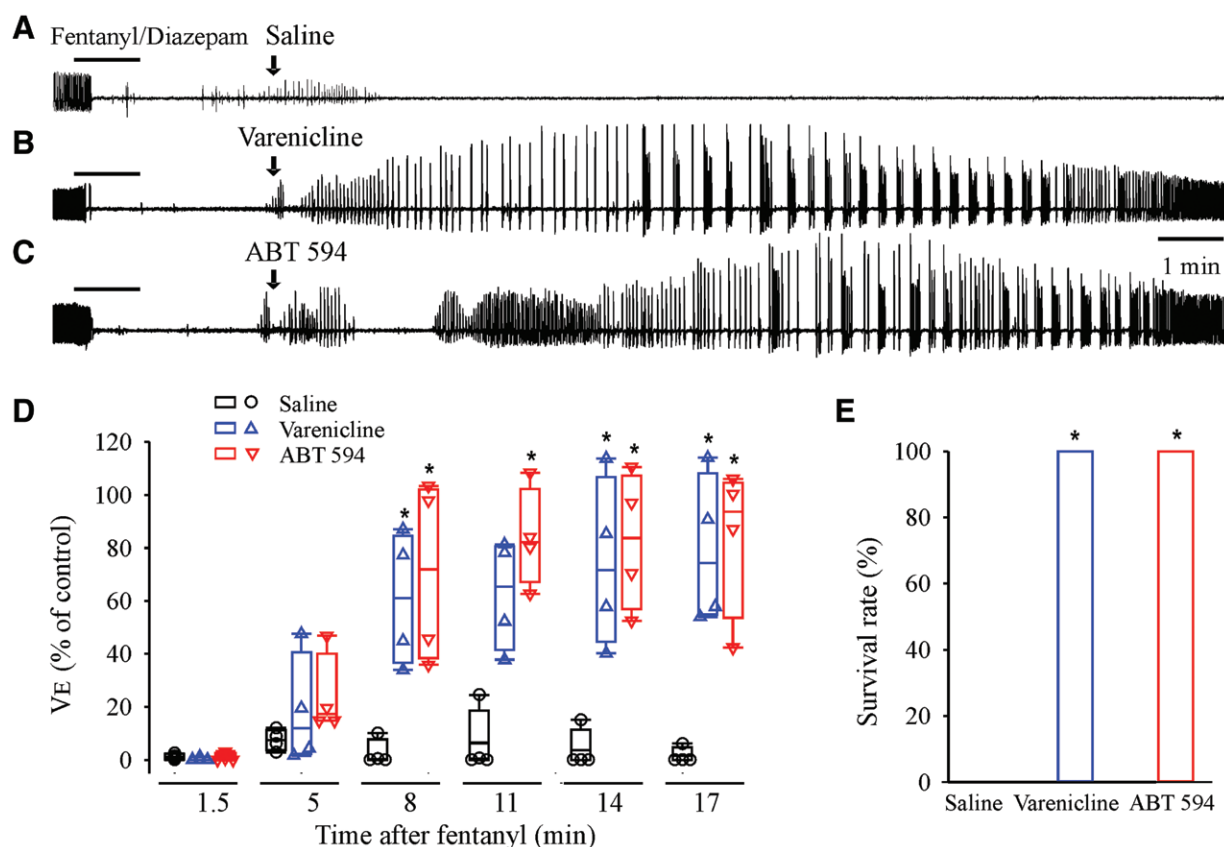 A
Fentanyl/Diazepam Saline
B
Varenicline
C
ABT 594
1 min
D
Saline
Varenicline
ABT 594
VE (% of control)
120
100
80
60
40
20
0
* * * * * * *
1.5 5 8 11 14 17
Time after fentanyl (min)
E
Survival rate (%)
100
80
60
40
20
0
* *
Saline Varenicline ABT 594